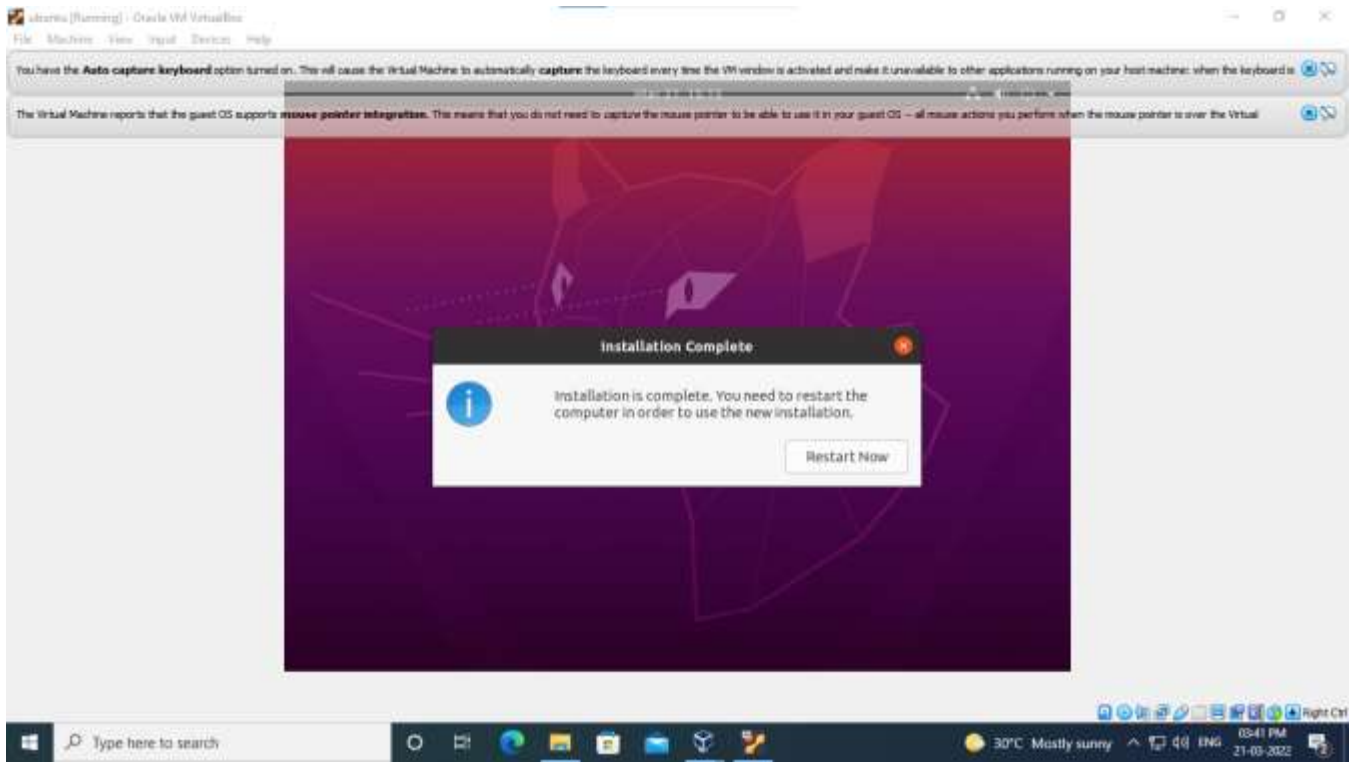 ubuntu [Running] - Oracle VM VirtualBox
File Machine View Input Devices Help
You have the Auto capture keyboard option turned on. This will cause the Virtual Machine to automatically capture the keyboard every time the VM window is activated and make it unavailable to other applications running on your host machine: when the keyboard is
The Virtual Machine reports that the guest OS supports mouse pointer integration. This means that you do not need to capture the mouse pointer to be able to use it in your guest OS -- all mouse actions you perform when the mouse pointer is over the Virtual
Installation Complete
Installation is complete. You need to restart the
computer in order to use the new installation.
Restart Now
Right Ctrl
Type here to search
30°C Mostly sunny
ENG
03:41 PM
21-03-2022
2